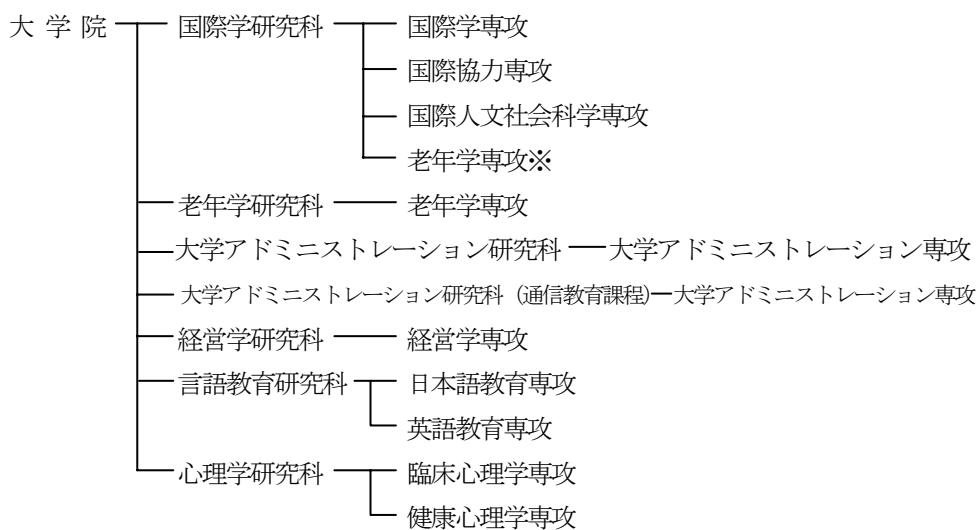 大学院 国際学研究科 国際学専攻
国際協力専攻
国際人文社会科学専攻
老年学専攻※
老年学研究科 老年学専攻
大学アドミニストレーション研究科 大学アドミニストレーション専攻
大学アドミニストレーション研究科（通信教育課程） 大学アドミニストレーション専攻
経営学研究科 経営学専攻
言語教育研究科 日本語教育専攻
英語教育専攻
心理学研究科 臨床心理学専攻
健康心理学専攻